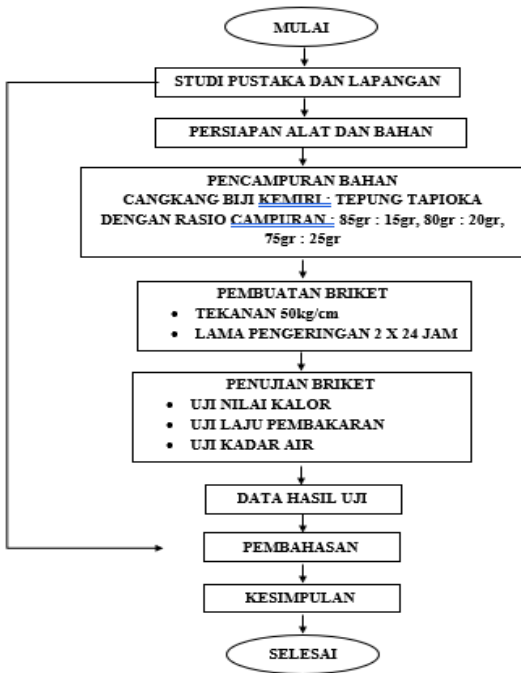 MULAI
STUDI PUSTAKA DAN LAPANGAN
PERSIAPAN ALAT DAN BAHAN
PENCAMPURAN BAHAN
CANGKANG BIJI KEMIRI : TEPUNG TAPIOKA
DENGAN RASIO CAMPURAN : 85gr : 15gr, 80gr : 20gr,
75gr : 25gr
PEMBUATAN BRIKET
• TEKANAN 50kg/cm
• LAMA PENGERINGAN 2 X 24 JAM
PENUJIAN BRIKET
• UJI NILAI KALOR
• UJI LAJU PEMBAKARAN
• UJI KADAR AIR
DATA HASIL UJI
PEMBAHASAN
KESIMPULAN
SELESAI